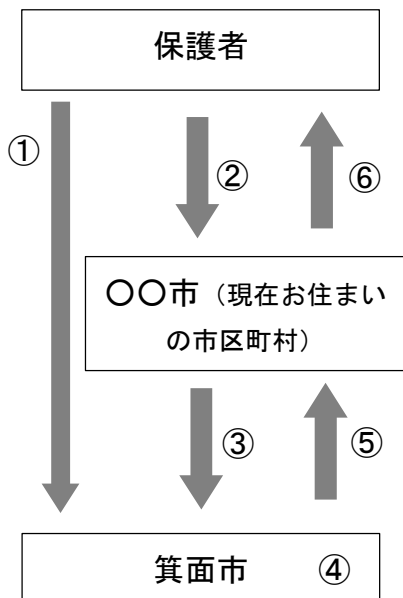 保護者
①
②
⑥
〇〇市（現在お住まい
の市区町村）
③
⑤
箕面市 ④